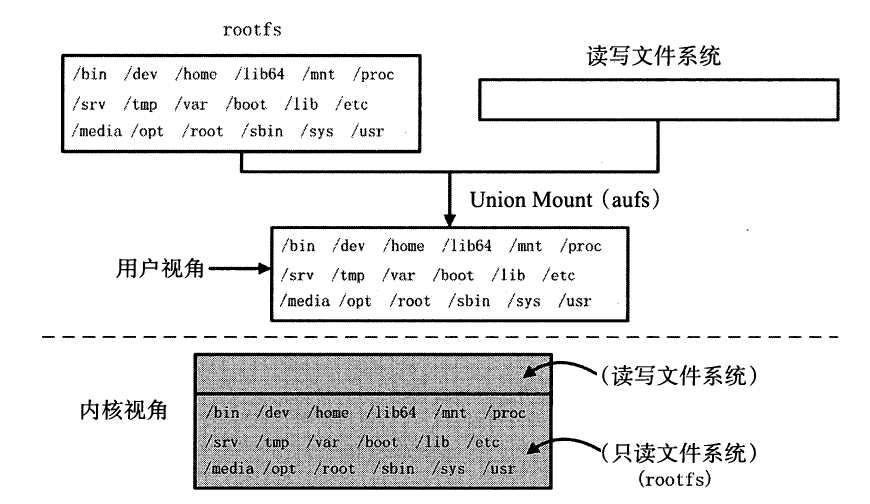 rootfs
读写文件系统
/bin /dev /home /lib64 /mnt /proc
/srv /tmp /var /boot /lib /etc
/media /opt /root /sbin /sys /usr
Union Mount（aufs）
用户视角
/bin /dev /home /lib64 /mnt /proc
/srv /tmp /var /boot /lib /etc
/media /opt /root /sbin /sys /usr
内核视角
（读写文件系统）
/bin /dev /home /lib64 /mnt /proc
/srv /tmp /var /boot /lib /etc
/media /opt /root /sbin /sys /usr
（只读文件系统）
(rootfs)